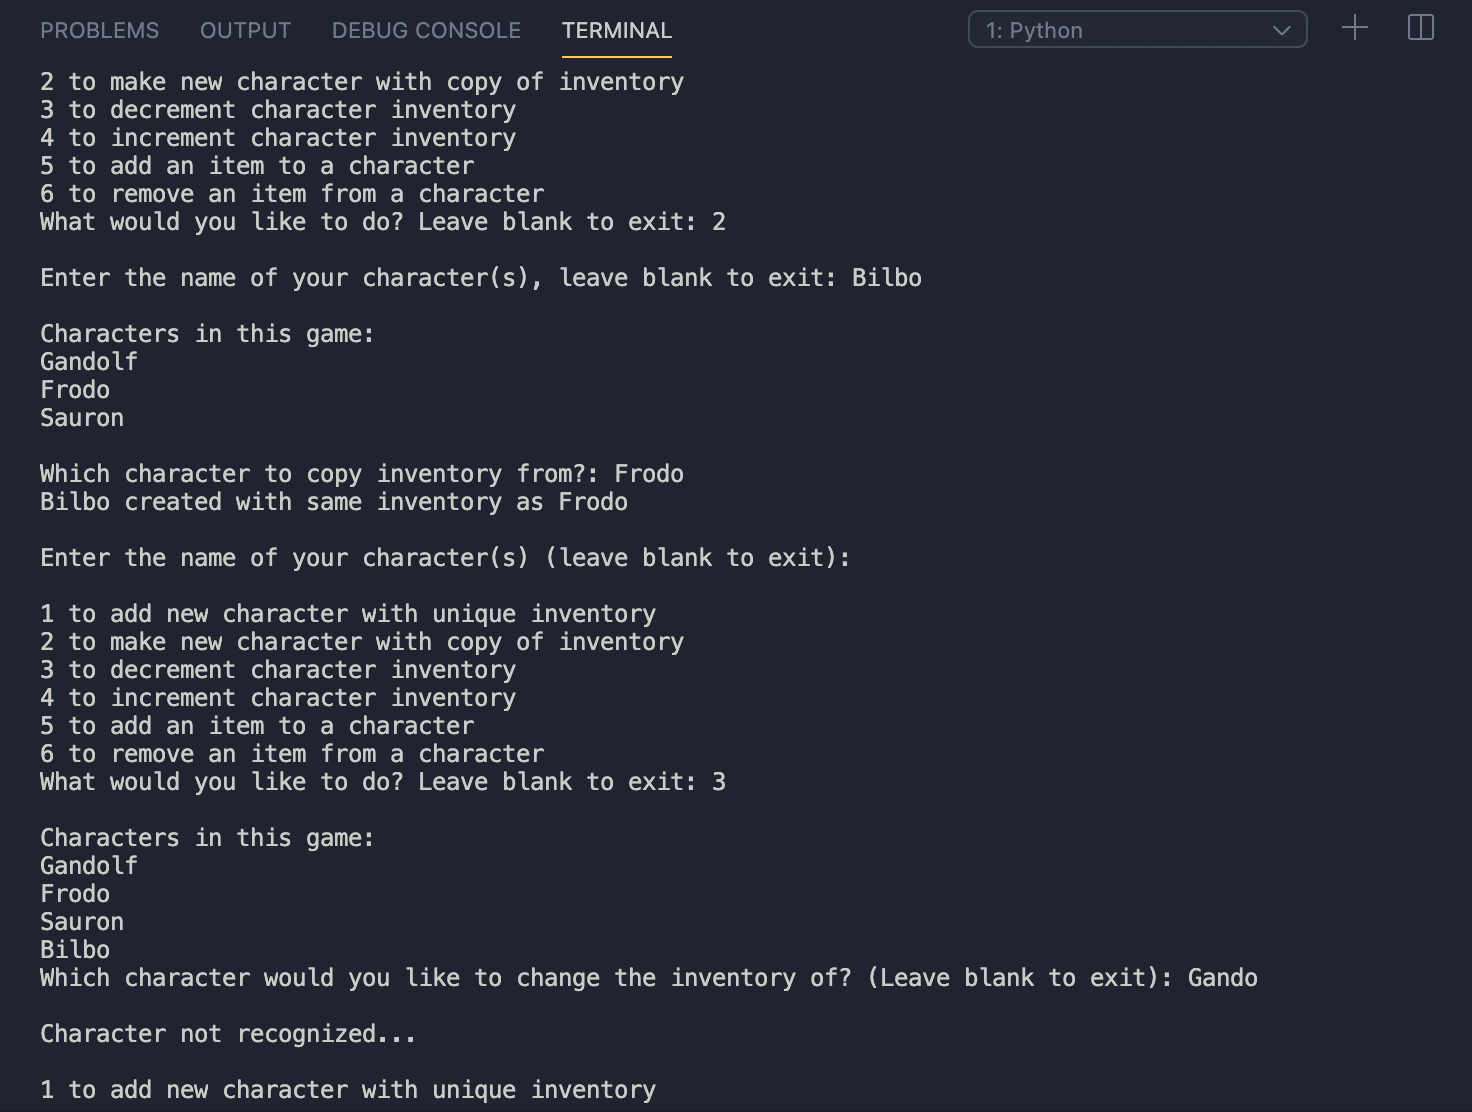 PROBLEMS OUTPUT DEBUG CONSOLE TERMINAL 1: Python
2 to make new character with copy of inventory
3 to decrement character inventory
4 to increment character inventory
5 to add an item to a character
6 to remove an item from a character
What would you like to do? Leave blank to exit: 2
Enter the name of your character(s), leave blank to exit: Bilbo
Characters in this game:
Gandolf
Frodo
Sauron
Which character to copy inventory from?: Frodo
Bilbo created with same inventory as Frodo
Enter the name of your character(s) (leave blank to exit):
1 to add new character with unique inventory
2 to make new character with copy of inventory
3 to decrement character inventory
4 to increment character inventory
5 to add an item to a character
6 to remove an item from a character
What would you like to do? Leave blank to exit: 3
Characters in this game:
Gandolf
Frodo
Sauron
Bilbo
Which character would you like to change the inventory of? (Leave blank to exit): Gando
Character not recognized...
1 to add new character with unique inventory